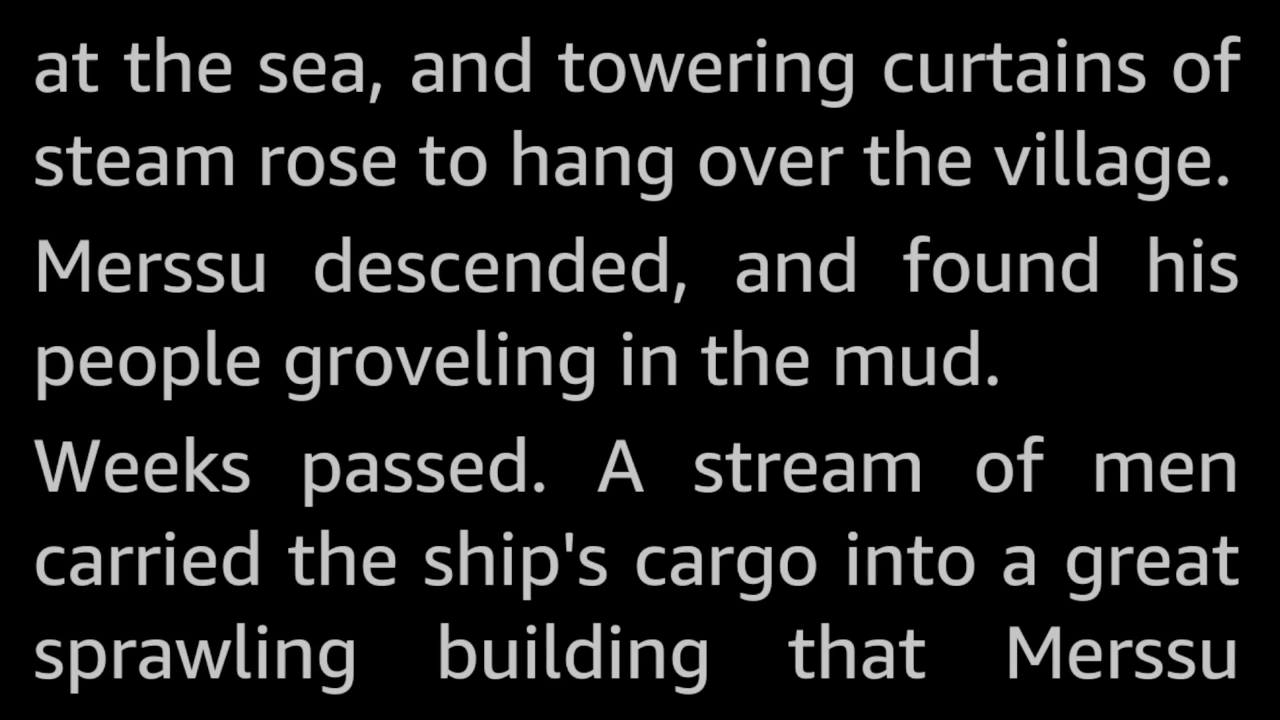 at the sea, and towering curtains of
steam rose to hang over the village.
Merssu descended, and found his
people groveling in the mud.
Weeks passed. A stream of men
carried the ship's cargo into a great
sprawling building that Merssu